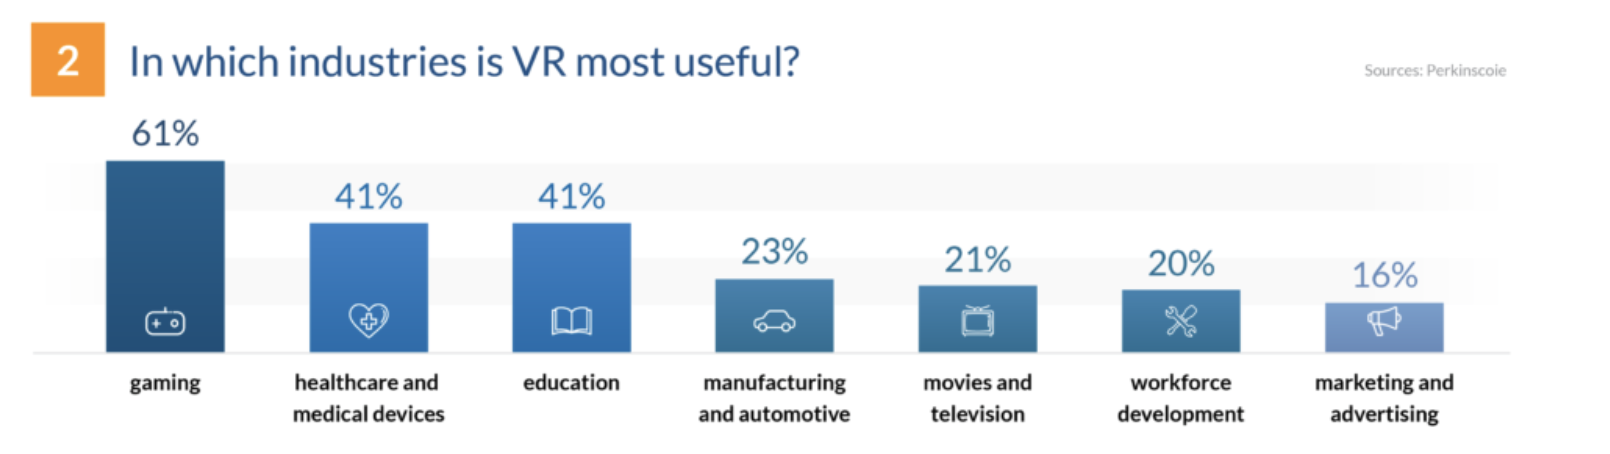 2
In which industries is VR most useful?
Sources: Perkinscoie
61%
41%
41%
23%
21%
20%
16%
gaming
healthcare and
medical devices
education
manufacturing
and automotive
movies and
television
workforce
development
marketing and
advertising